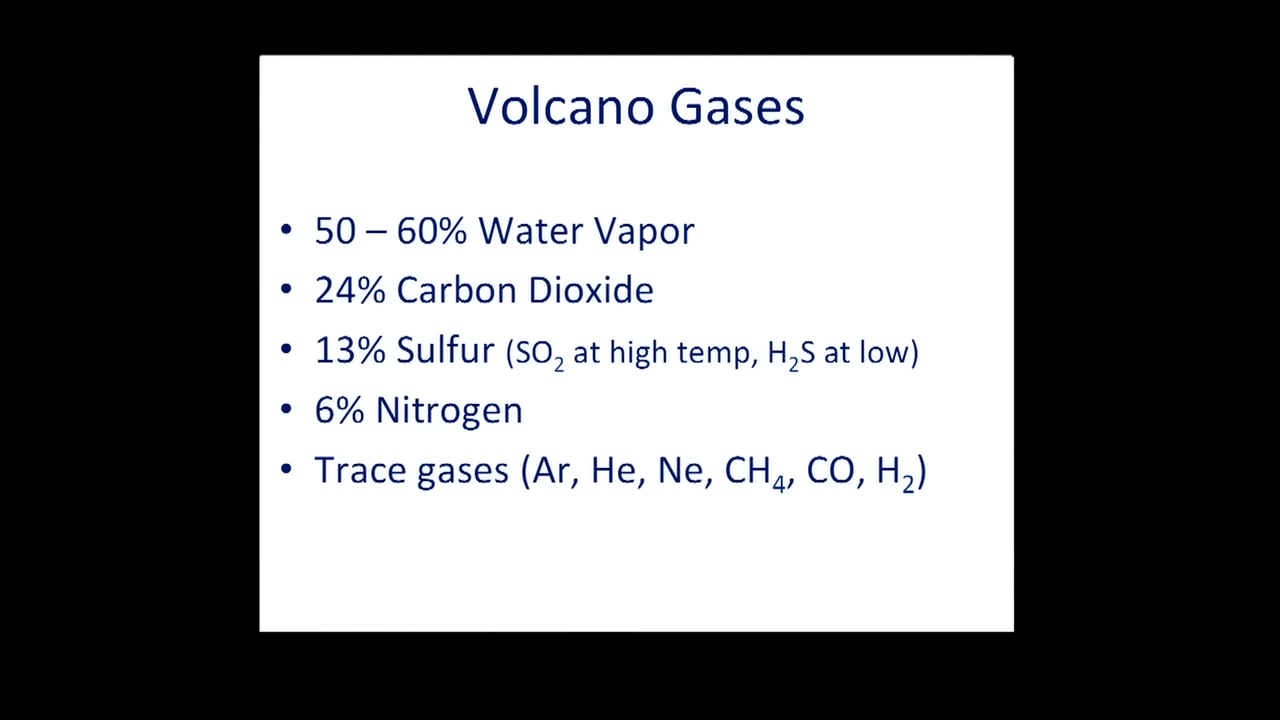 Volcano Gases
• 50 – 60% Water Vapor
• 24% Carbon Dioxide
• 13% Sulfur (SO₂ at high temp, H₂S at low)
• 6% Nitrogen
• Trace gases (Ar, He, Ne, CH₄, CO, H₂)